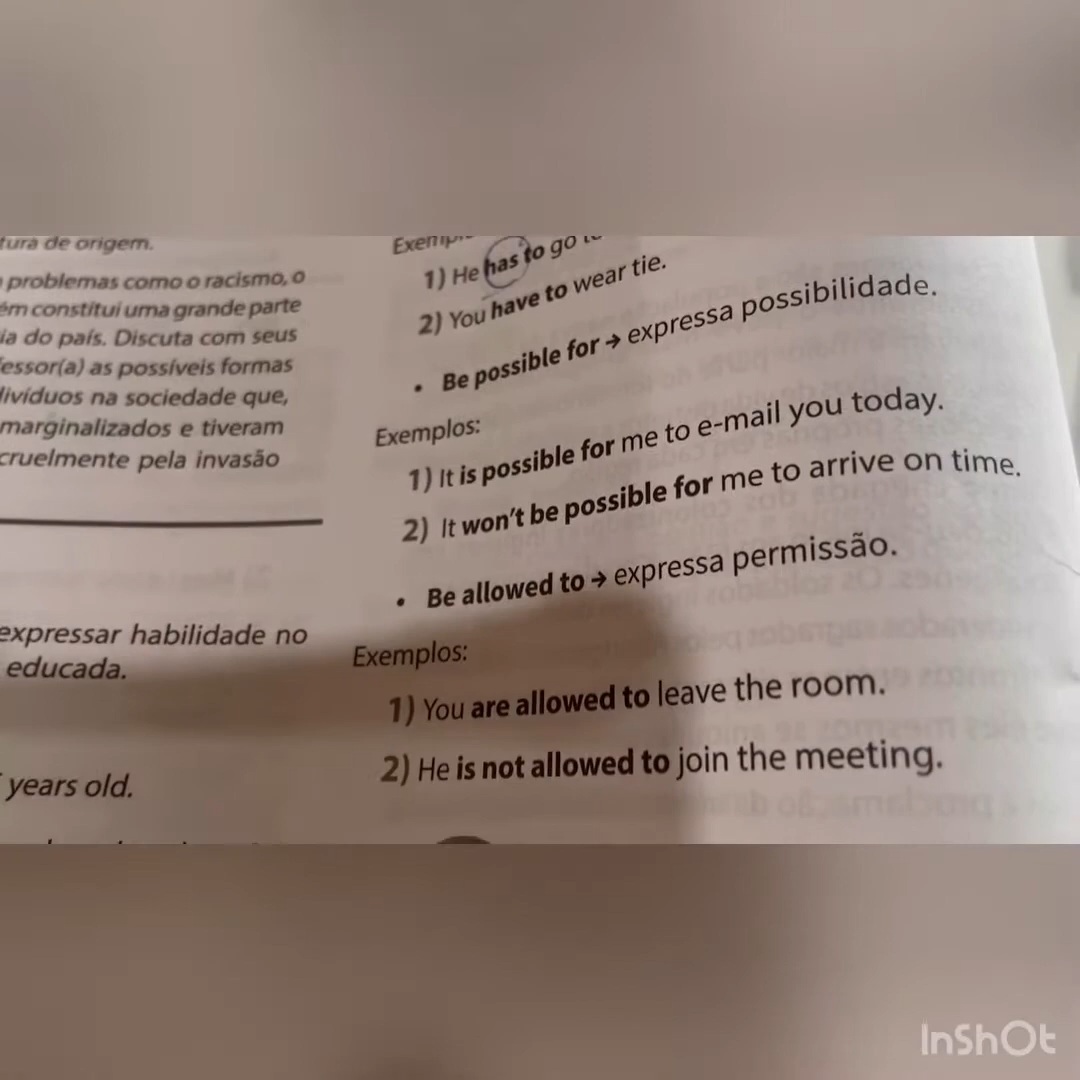 tura de origem.
problemas como o racismo, o
ém constitui uma grande parte
ia do país. Discuta com seus
essor(a) as possíveis formas
divíduos na sociedade que,
marginalizados e tiveram
cruelmente pela invasão
expressar habilidade no
educada.
years old.
1) He has to go
2) You have to wear tie.
• Be possible for → expressa possibilidade.
Exemplos:
1) It is possible for me to e-mail you today.
2) It won't be possible for me to arrive on time.
• Be allowed to → expressa permissão.
Exemplos:
1) You are allowed to leave the room.
2) He is not allowed to join the meeting.
InShOt